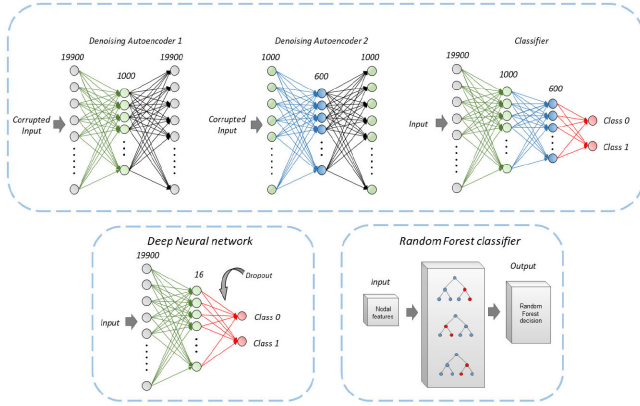 Denoising Autoencoder 1
19900
1000
19900
Corrupted
Input
Denoising Autoencoder 2
1000
600
1000
Corrupted
Input
Classifier
19900
1000
600
Input
Class 0
Class 1
Deep Neural network
19900
16
Dropout
input
Class 0
Class 1
Random Forest classifier
input
Nodal
features
Output
Random
Forest
decision